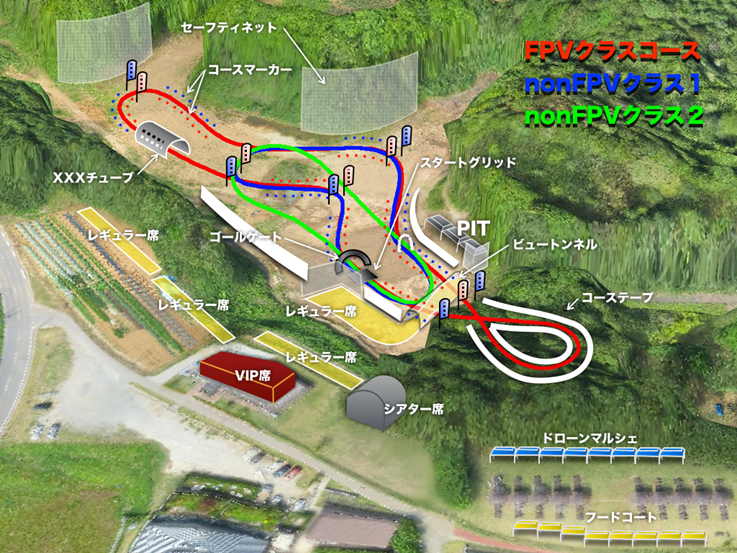 セーフティネット
コースマーカー
FPVクラスコース
nonFPVクラス1
nonFPVクラス2
スタートグリッド
XXXチューブ
PIT
レギュラー席
ゴールゲート
ビュートンネル
コーステープ
レギュラー席
レギュラー席
レギュラー席
VIP席
シアター席
ドローンマルシェ
フードコート